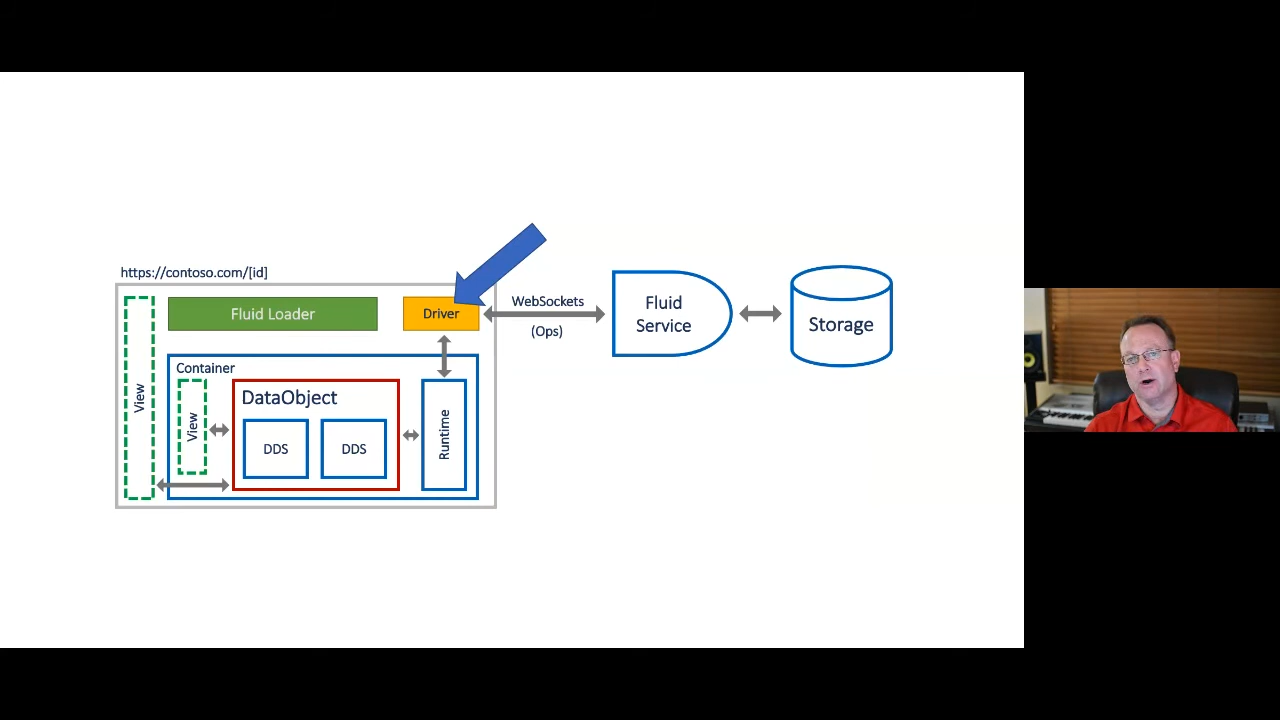 https://contoso.com/[id]
Fluid Loader
Driver
WebSockets
(Ops)
Fluid
Service
Storage
Container
View
View
DataObject
DDS
DDS
Runtime